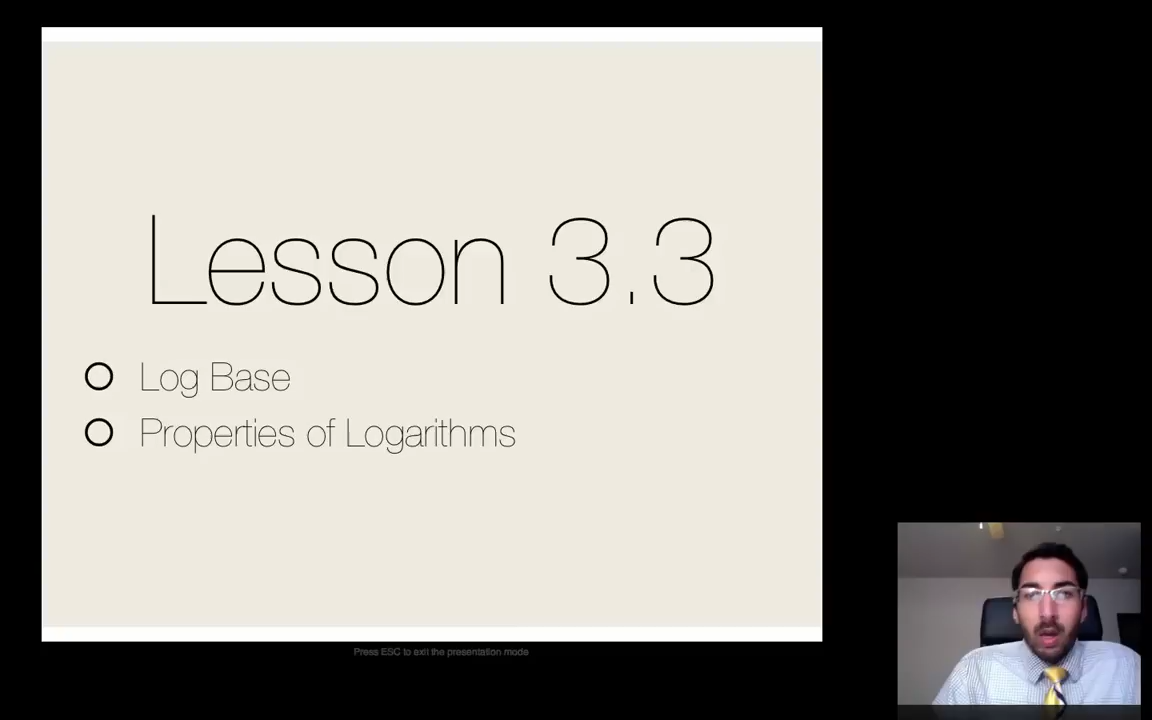 Lesson 3.3
Log Base
Properties of Logarithms
Press ESC to exit the presentation mode